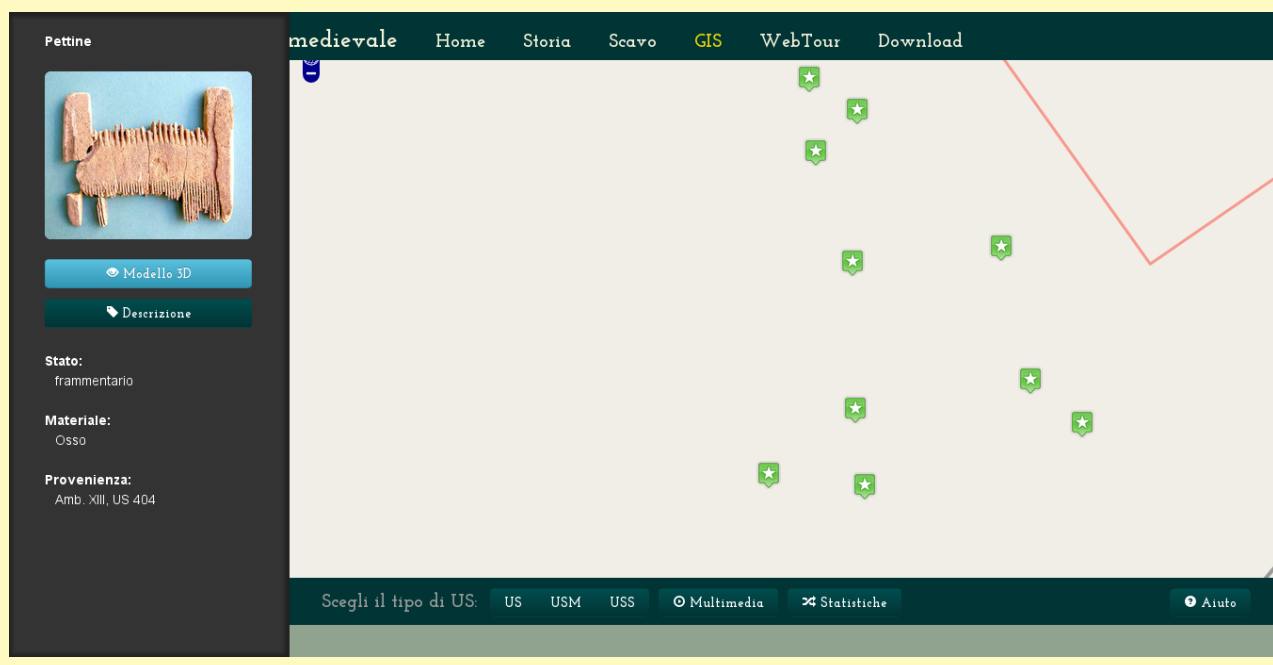 Pettine
Modello 3D
Descrizione
Stato:
frammentario
Materiale:
Osso
Provenienza:
Amb. XIII, US 404
medievale Home Storia Scavo GIS WebTour Download
Scegli il tipo di US: US USM USS Multimedia Statistiche Aiuto